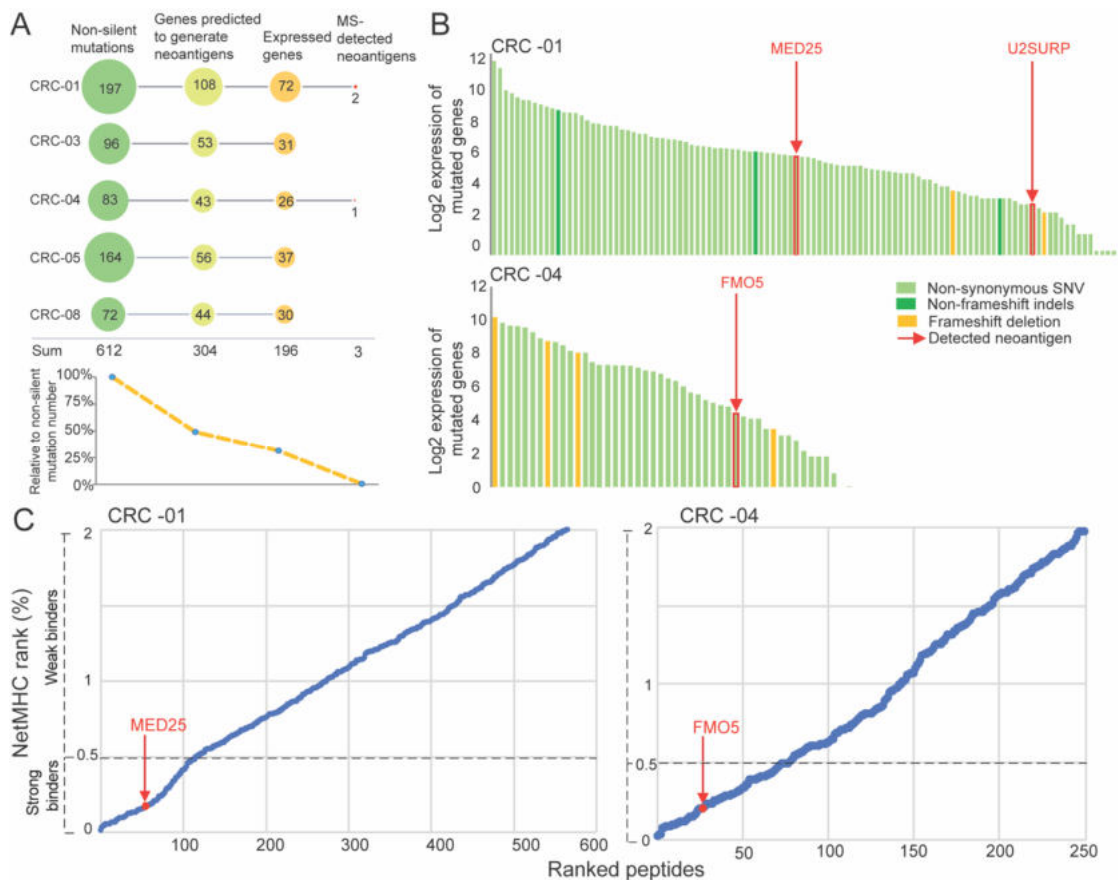 A
Non-silent
mutations
Genes predicted
to generate
neoantigens
Expressed
genes
MS-
detected
neoantigens
CRC-01 197 108 72 2
CRC-03 96 53 31
CRC-04 83 43 26 1
CRC-05 164 56 37
CRC-08 72 44 30
Sum 612 304 196 3
Relative to non-silent
mutation number
100%
75%
50%
25%
0%
B
CRC -01
MED25
U2SURP
Log2 expression of
mutated genes
12
10
8
6
4
2
0
CRC -04
FMO5
Log2 expression of
mutated genes
12
10
8
6
4
2
0
Non-synonymous SNV
Non-frameshift indels
Frameshift deletion
Detected neoantigen
C
CRC -01
NetMHC rank (%)
Weak binders
Strong
binders
2
1
0.5
0
MED25
100 200 300 400 500 600
CRC -04
2
1
0.5
0
FMO5
50 100 150 200 250
Ranked peptides